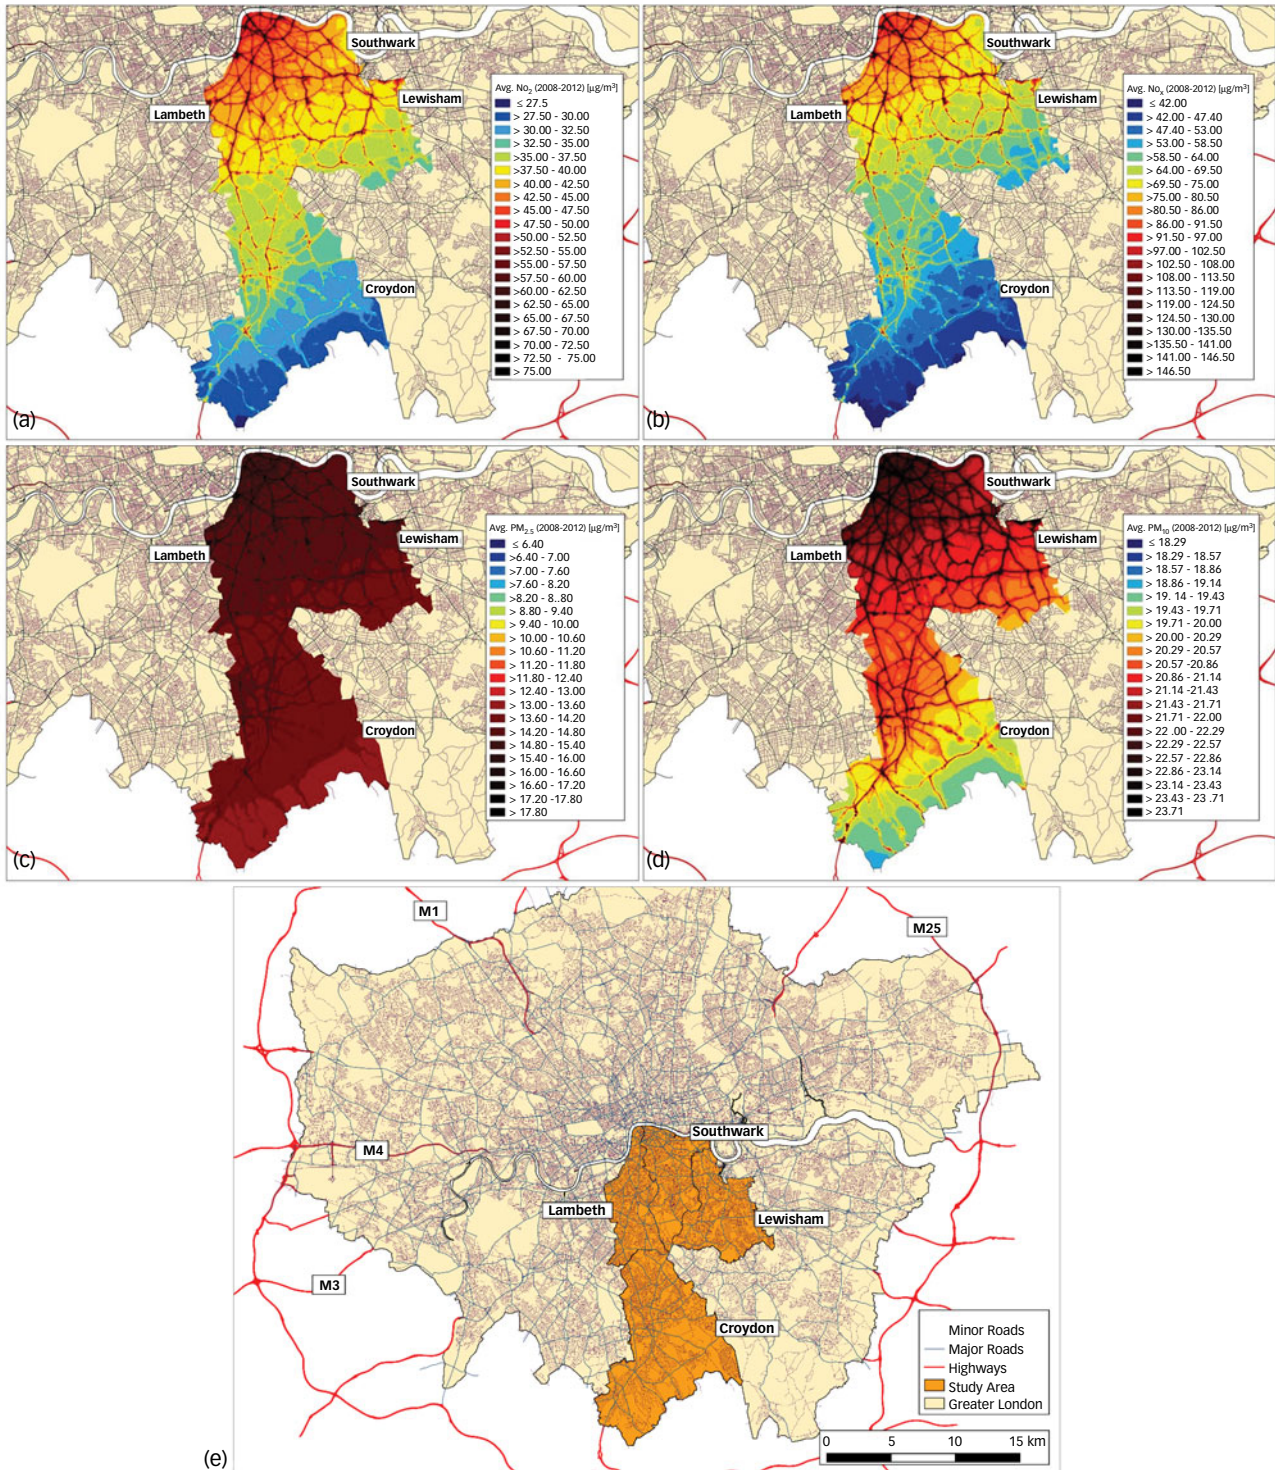 Southwark
Lewisham
Lambeth
Croydon
Avg. No2 (2008-2012) [µg/m³]
≤ 27.5
> 27.50 - 30.00
> 30.00 - 32.50
> 32.50 - 35.00
>35.00 - 37.50
>37.50 - 40.00
> 40.00 - 42.50
> 42.50 - 45.00
> 45.00 - 47.50
> 47.50 - 50.00
>50.00 - 52.50
>52.50 - 55.00
>55.00 - 57.50
>57.50 - 60.00
>60.00 - 62.50
> 62.50 - 65.00
> 65.00 - 67.50
> 67.50 - 70.00
> 70.00 - 72.50
> 72.50 - 75.00
> 75.00
(a)
Southwark
Lewisham
Lambeth
Croydon
Avg. Nox (2008-2012) [µg/m³]
≤ 42.00
> 42.00 - 47.40
> 47.40 - 53.00
> 53.00 - 58.50
>58.50 - 64.00
> 64.00 - 69.50
>69.50 - 75.00
>75.00 - 80.50
>80.50 - 86.00
> 86.00 - 91.50
> 91.50 - 97.00
>97.00 - 102.50
> 102.50 - 108.00
> 108.00 - 113.50
> 113.50 - 119.00
> 119.00 - 124.50
> 124.50 - 130.00
> 130.00 -135.50
>135.50 - 141.00
> 141.00 - 146.50
> 146.50
(b)
Southwark
Lewisham
Lambeth
Croydon
Avg. PM2.5 (2008-2012) [µg/m³]
≤ 6.40
>6.40 - 7.00
> 7.00 - 7.60
>7.60 - 8.20
>8.20 - 8..80
> 8.80 - 9.40
> 9.40 - 10.00
> 10.00 - 10.60
> 10.60 - 11.20
> 11.20 - 11.80
>11.80 - 12.40
> 12.40 - 13.00
> 13.00 - 13.60
> 13.60 - 14.20
> 14.20 - 14.80
> 14.80 - 15.40
> 15.40 - 16.00
> 16.00 - 16.60
> 16.60 - 17.20
> 17.20 -17.80
> 17.80
(c)
Southwark
Lewisham
Lambeth
Croydon
Avg. PM10 (2008-2012) [µg/m³]
≤ 18.29
> 18.29 - 18.57
> 18.57 - 18.86
> 18.86 - 19.14
> 19. 14 - 19.43
> 19.43 - 19.71
> 19.71 - 20.00
> 20.00 - 20.29
> 20.29 - 20.57
> 20.57 -20.86
> 20.86 - 21.14
> 21.14 -21.43
> 21.43 - 21.71
> 21.71 - 22.00
> 22 .00 - 22.29
> 22.29 - 22.57
> 22.57 - 22.86
> 22.86 - 23.14
> 23.14 - 23.43
> 23.43 - 23 .71
> 23.71
(d)
M1
M25
Southwark
M4
Lambeth
Lewisham
M3
Croydon
Minor Roads
Major Roads
Highways
Study Area
Greater London
0 5 10 15 km
(e)